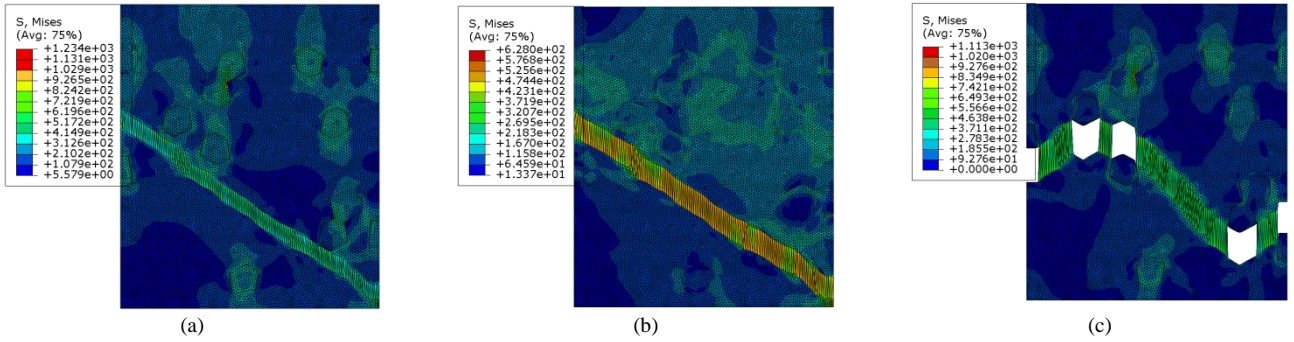 S, Mises
(Avg: 75%)
+1.234e+03
+1.131e+03
+1.029e+03
+9.265e+02
+8.242e+02
+7.219e+02
+6.196e+02
+5.172e+02
+4.149e+02
+3.126e+02
+2.102e+02
+1.079e+02
+5.579e+00
(a)
S, Mises
(Avg: 75%)
+6.280e+02
+5.768e+02
+5.256e+02
+4.744e+02
+4.231e+02
+3.719e+02
+3.207e+02
+2.695e+02
+2.183e+02
+1.670e+02
+1.158e+02
+6.459e+01
+1.337e+01
(b)
S, Mises
(Avg: 75%)
+1.113e+03
+1.020e+03
+9.276e+02
+8.349e+02
+7.421e+02
+6.493e+02
+5.566e+02
+4.638e+02
+3.711e+02
+2.783e+02
+1.855e+02
+9.276e+01
+0.000e+00
(c)